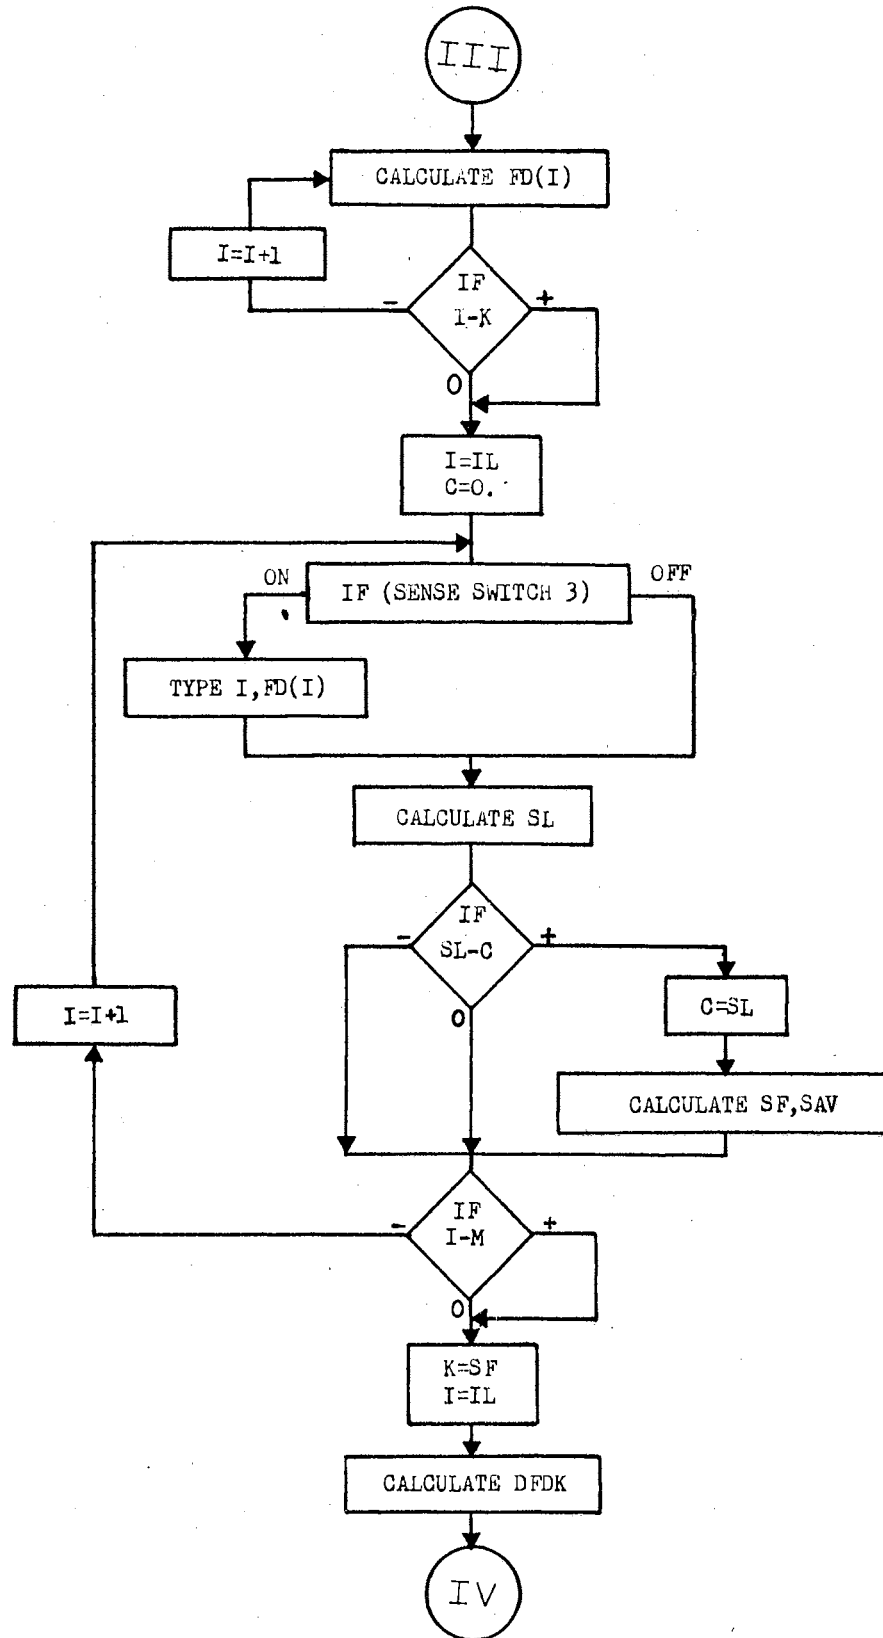 III
CALCULATE FD(I)
I=I+1
IF
I-K
-
+
0
I=IL
C=0.
ON
IF (SENSE SWITCH 3)
OFF
TYPE I,FD(I)
CALCULATE SL
IF
SL-C
-
+
0
I=I+1
C=SL
CALCULATE SF,SAV
IF
I-M
-
+
0
K=SF
I=IL
CALCULATE DFDK
IV